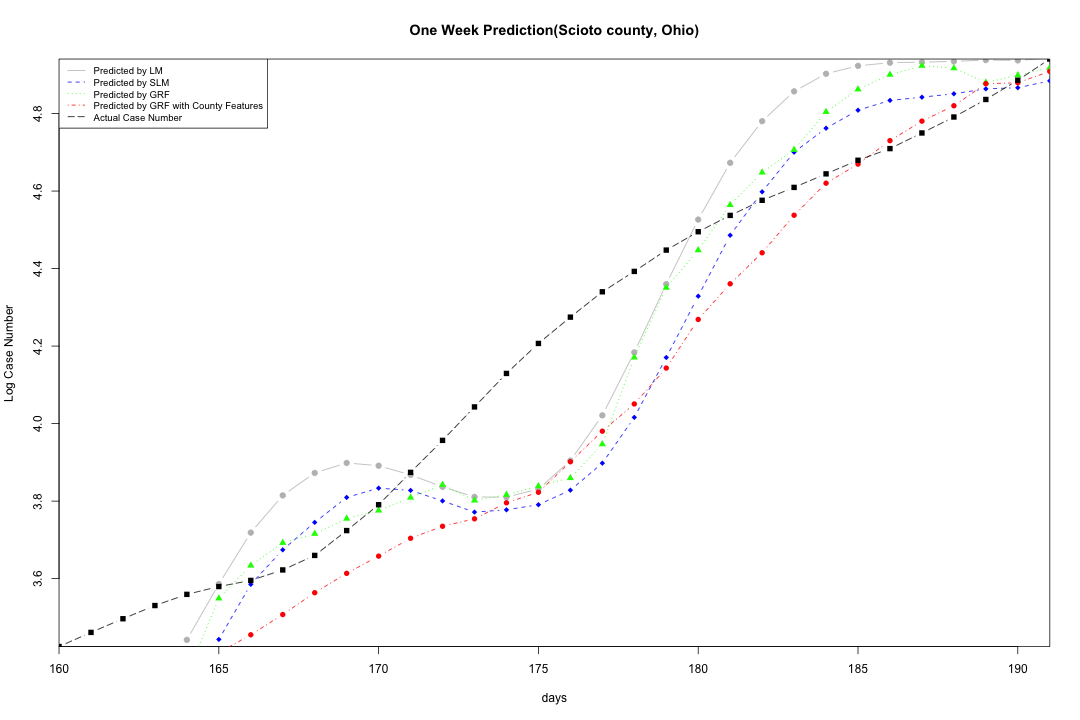 One Week Prediction(Scioto county, Ohio)
Predicted by LM
Predicted by SLM
Predicted by GRF
Predicted by GRF with County Features
Actual Case Number
Log Case Number
4.8
4.6
4.4
4.2
4.0
3.8
3.6
160 165 170 175 180 185 190
days